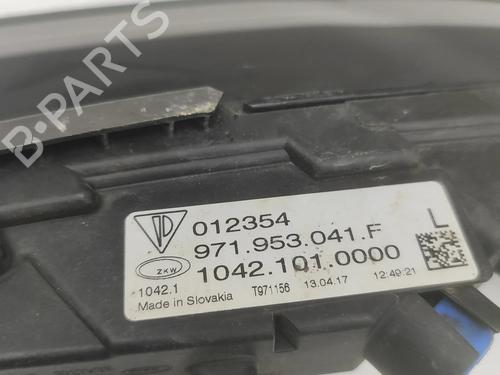 B-PARTS
012354
971.953.041.F
L
ZKW
1042.101.0000
1042.1
T971156 13.04.17 12:49:21
Made in Slovakia